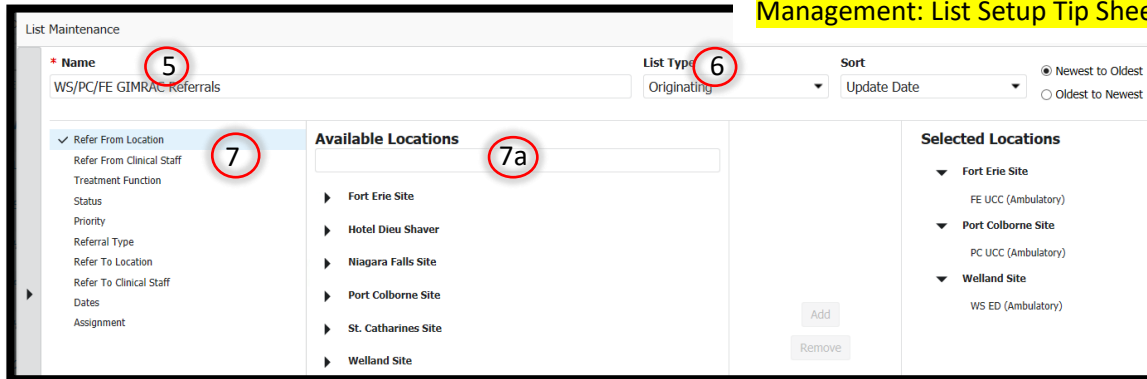 Management: List Setup Tip Shee
List Maintenance
* Name
5
List Type
6
Sort
WS/PC/FE GIMRAC Referrals
Originating
Update Date
Newest to Oldest
Oldest to Newest
Refer From Location
Refer From Clinical Staff
Treatment Function
Status
Priority
Referral Type
Refer To Location
Refer To Clinical Staff
Dates
Assignment
7
Available Locations
7a
Fort Erie Site
Hotel Dieu Shaver
Niagara Falls Site
Port Colborne Site
St. Catharines Site
Welland Site
Add
Remove
Selected Locations
Fort Erie Site
FE UCC (Ambulatory)
Port Colborne Site
PC UCC (Ambulatory)
Welland Site
WS ED (Ambulatory)